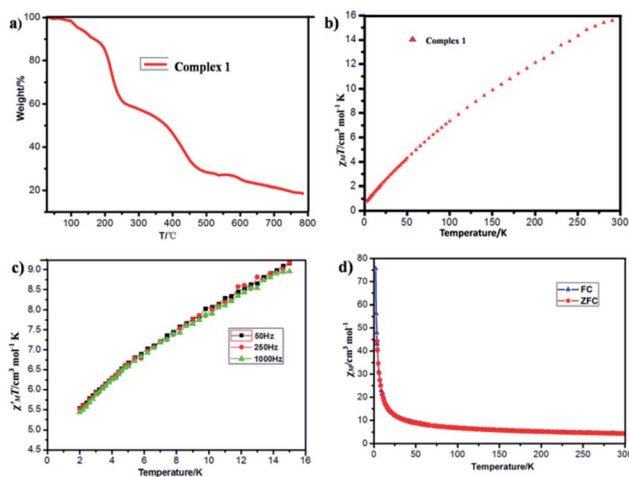 a)
Complex 1
Weight/%
100
80
60
40
20
100 200 300 400 500 600 700 800
T/℃
b)
Complex 1
χMT/cm³ mol⁻¹ K
16
14
12
10
8
6
4
2
0
0 50 100 150 200 250 300
Temperature/K
c)
50Hz
250Hz
1000Hz
χ'MT/cm³ mol⁻¹ K
9.0
8.5
8.0
7.5
7.0
6.5
6.0
5.5
5.0
4.5
0 2 4 6 8 10 12 14 16
Temperature/K
d)
FC
ZFC
χM/cm³ mol⁻¹
80
70
60
50
40
30
20
10
0
0 50 100 150 200 250 300
Temperature/K